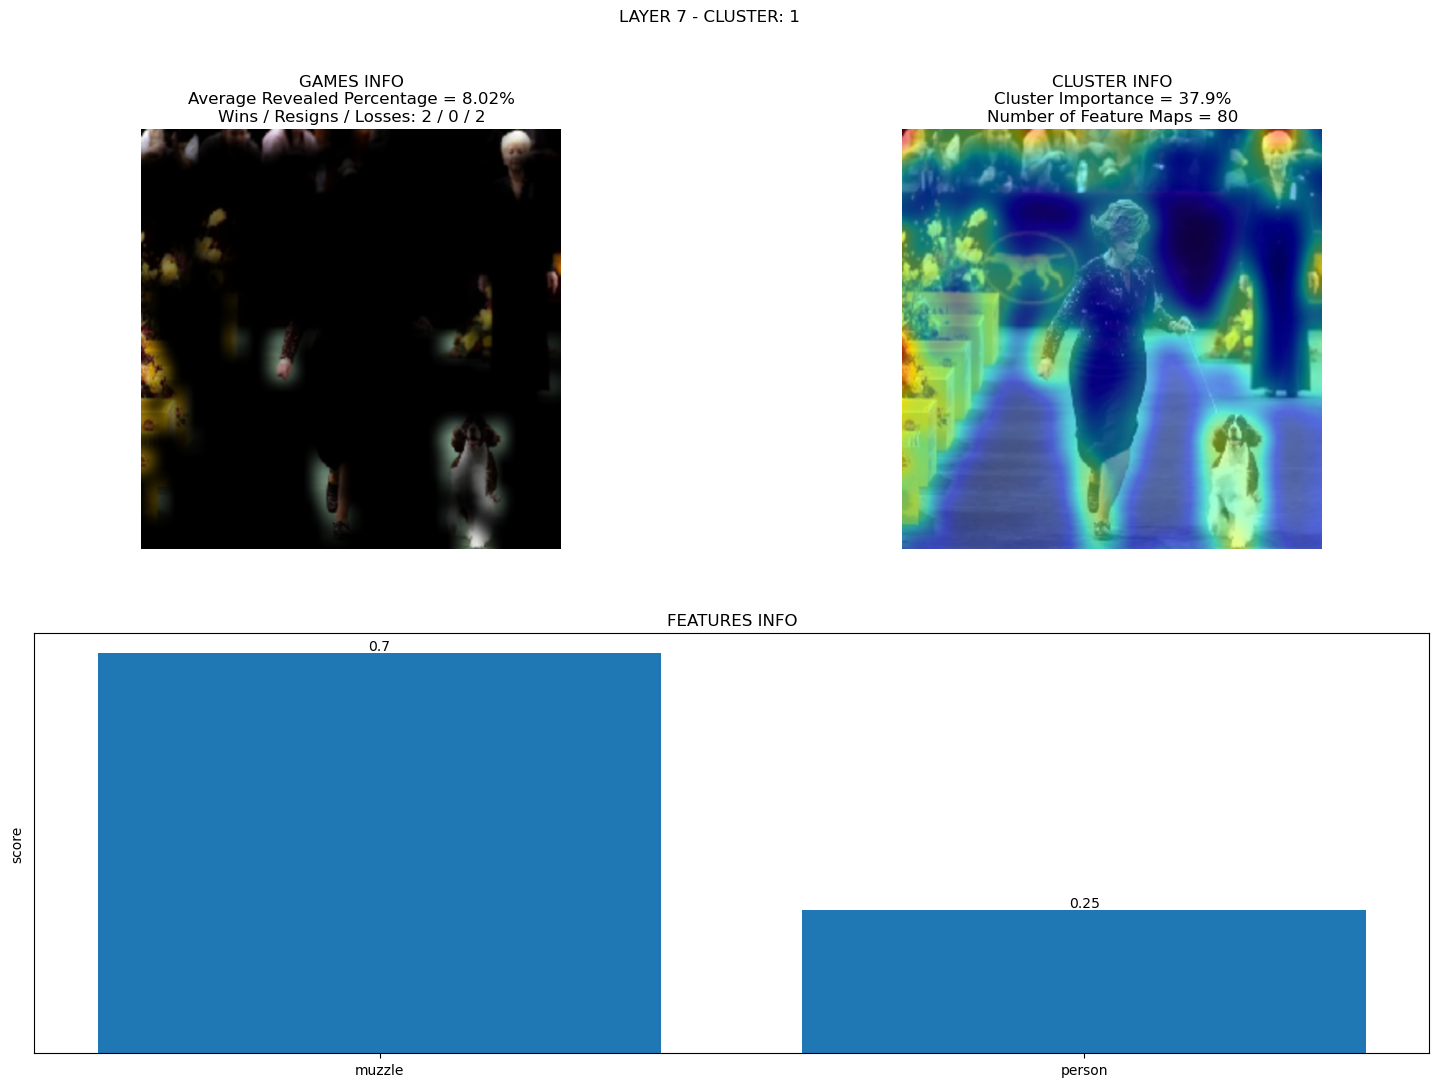 LAYER 7 - CLUSTER: 1
GAMES INFO
Average Revealed Percentage = 8.02%
Wins / Resigns / Losses: 2 / 0 / 2
CLUSTER INFO
Cluster Importance = 37.9%
Number of Feature Maps = 80
FEATURES INFO
score
0.7
0.25
muzzle
person